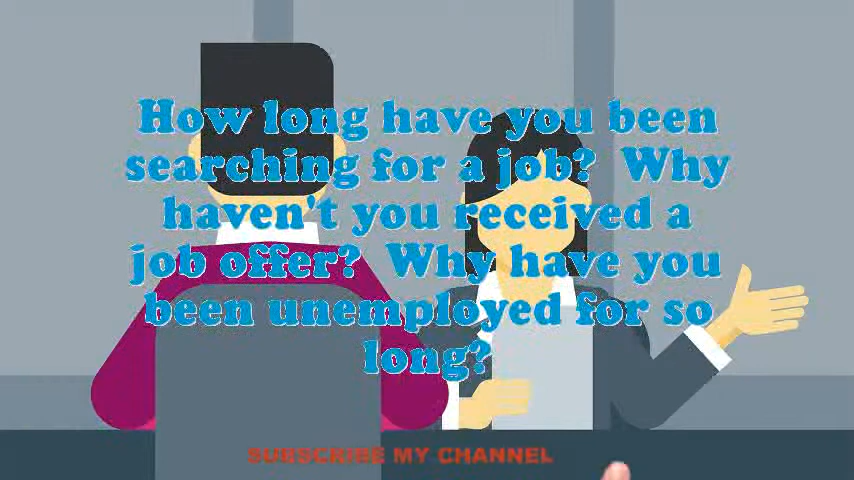 How long have you been
searching for a job? Why
haven't you received a
job offer? Why have you
been unemployed for so
long?
SUBSCRIBE MY CHANNEL